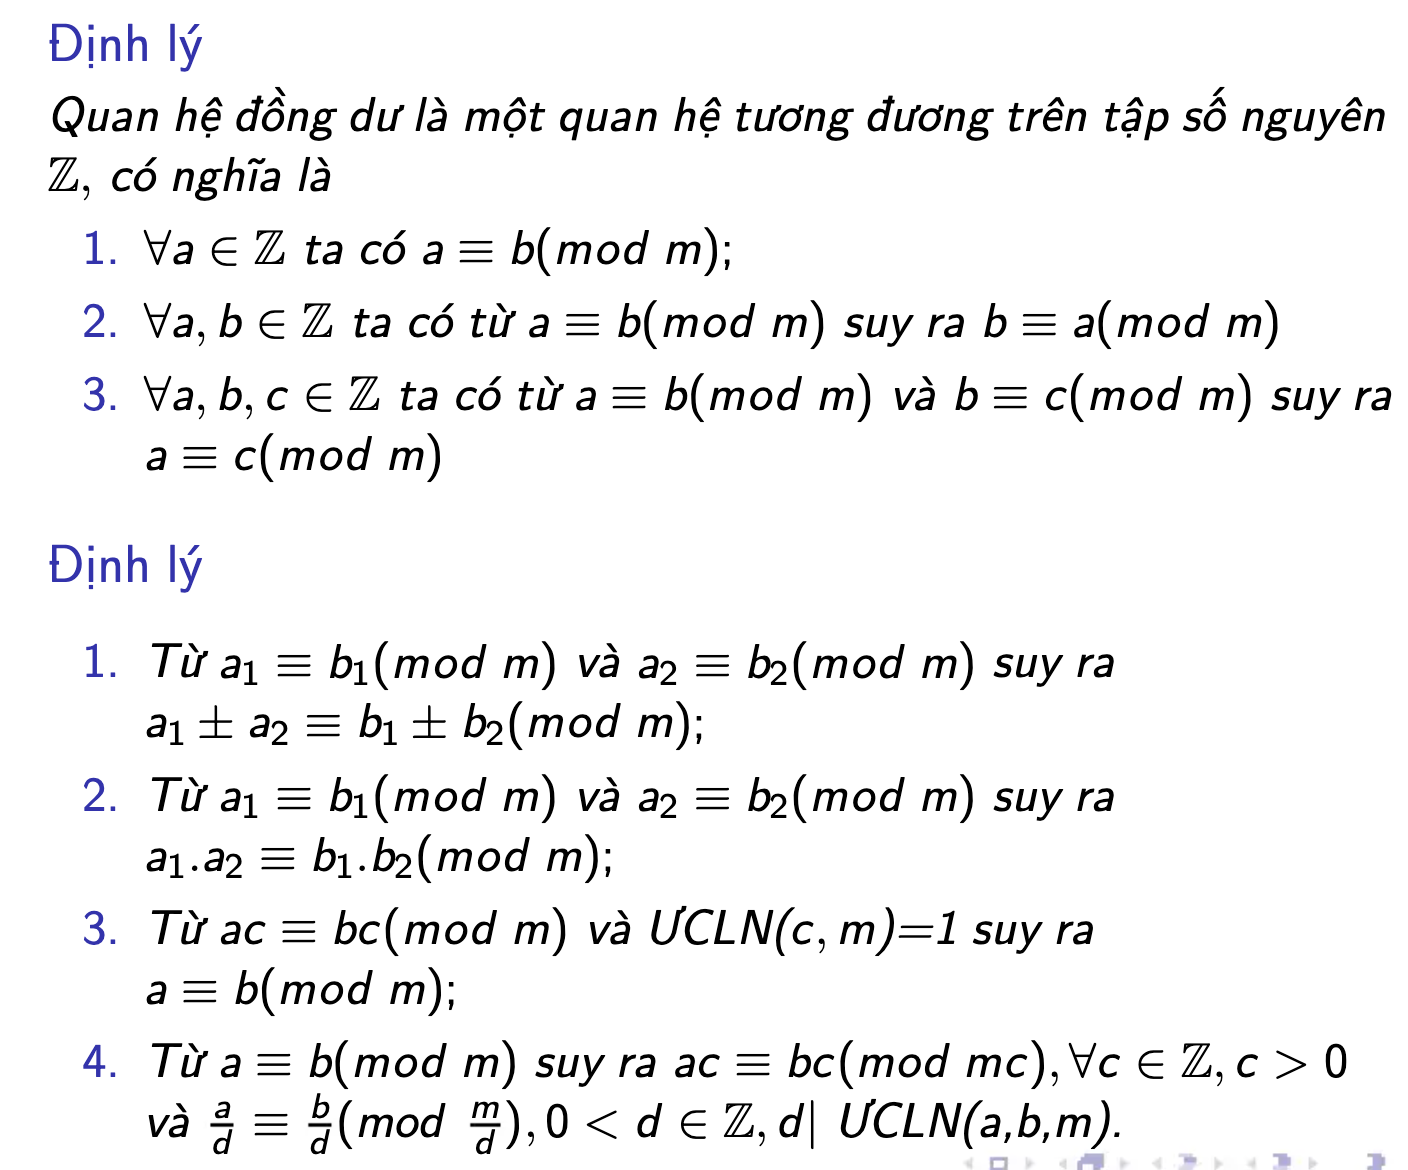 Định lý
Quan hệ đồng dư là một quan hệ tương đương trên tập số nguyên
ℤ, có nghĩa là
1. ∀a ∈ ℤ ta có a ≡ b(mod m);
2. ∀a, b ∈ ℤ ta có từ a ≡ b(mod m) suy ra b ≡ a(mod m)
3. ∀a, b, c ∈ ℤ ta có từ a ≡ b(mod m) và b ≡ c(mod m) suy ra
a ≡ c(mod m)
Định lý
1. Từ a₁ ≡ b₁(mod m) và a₂ ≡ b₂(mod m) suy ra
a₁ ± a₂ ≡ b₁ ± b₂(mod m);
2. Từ a₁ ≡ b₁(mod m) và a₂ ≡ b₂(mod m) suy ra
a₁.a₂ ≡ b₁.b₂(mod m);
3. Từ ac ≡ bc(mod m) và ƯCLN(c, m)=1 suy ra
a ≡ b(mod m);
4. Từ a ≡ b(mod m) suy ra ac ≡ bc(mod mc), ∀c ∈ ℤ, c > 0
và a/d ≡ b/d(mod m/d), 0 < d ∈ ℤ, d| ƯCLN(a,b,m).